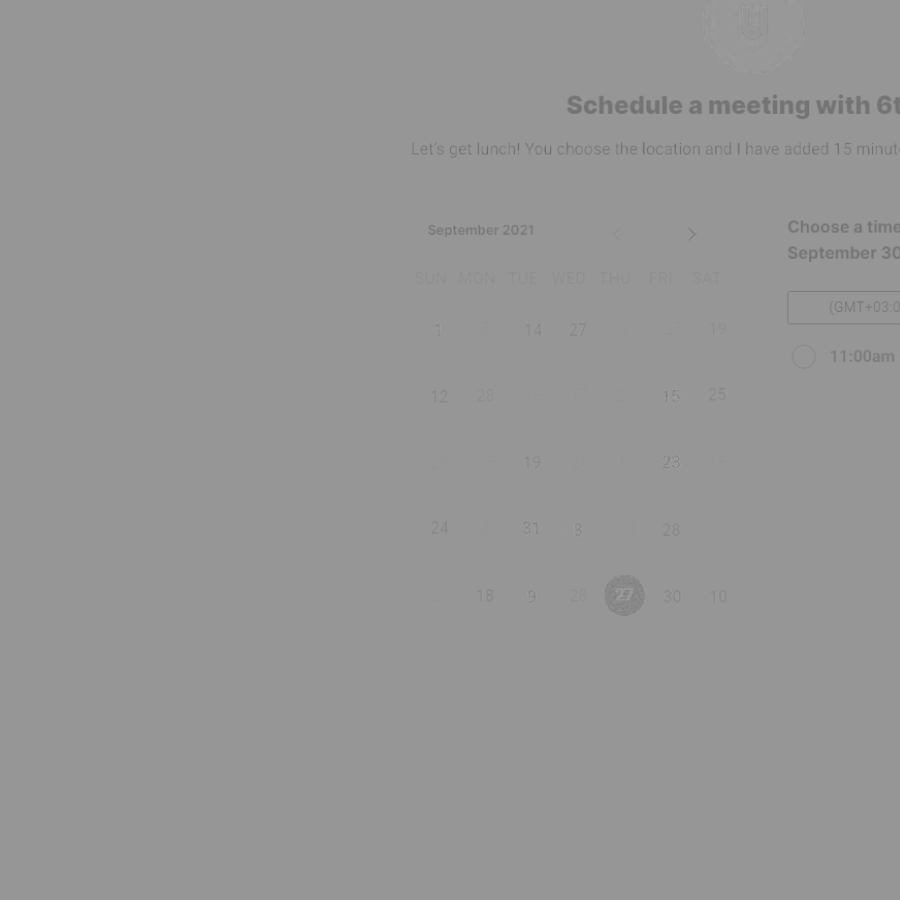 Schedule a meeting with 6t
Let's get lunch! You choose the location and I have added 15 minut
September 2021
Choose a time
September 30
SUN MON TUE WED THU FRI SAT
(GMT+03:0
1 14 27 19
11:00am
12 28 15 25
19 23
24 31 8 28
18 9 28 27 30 10